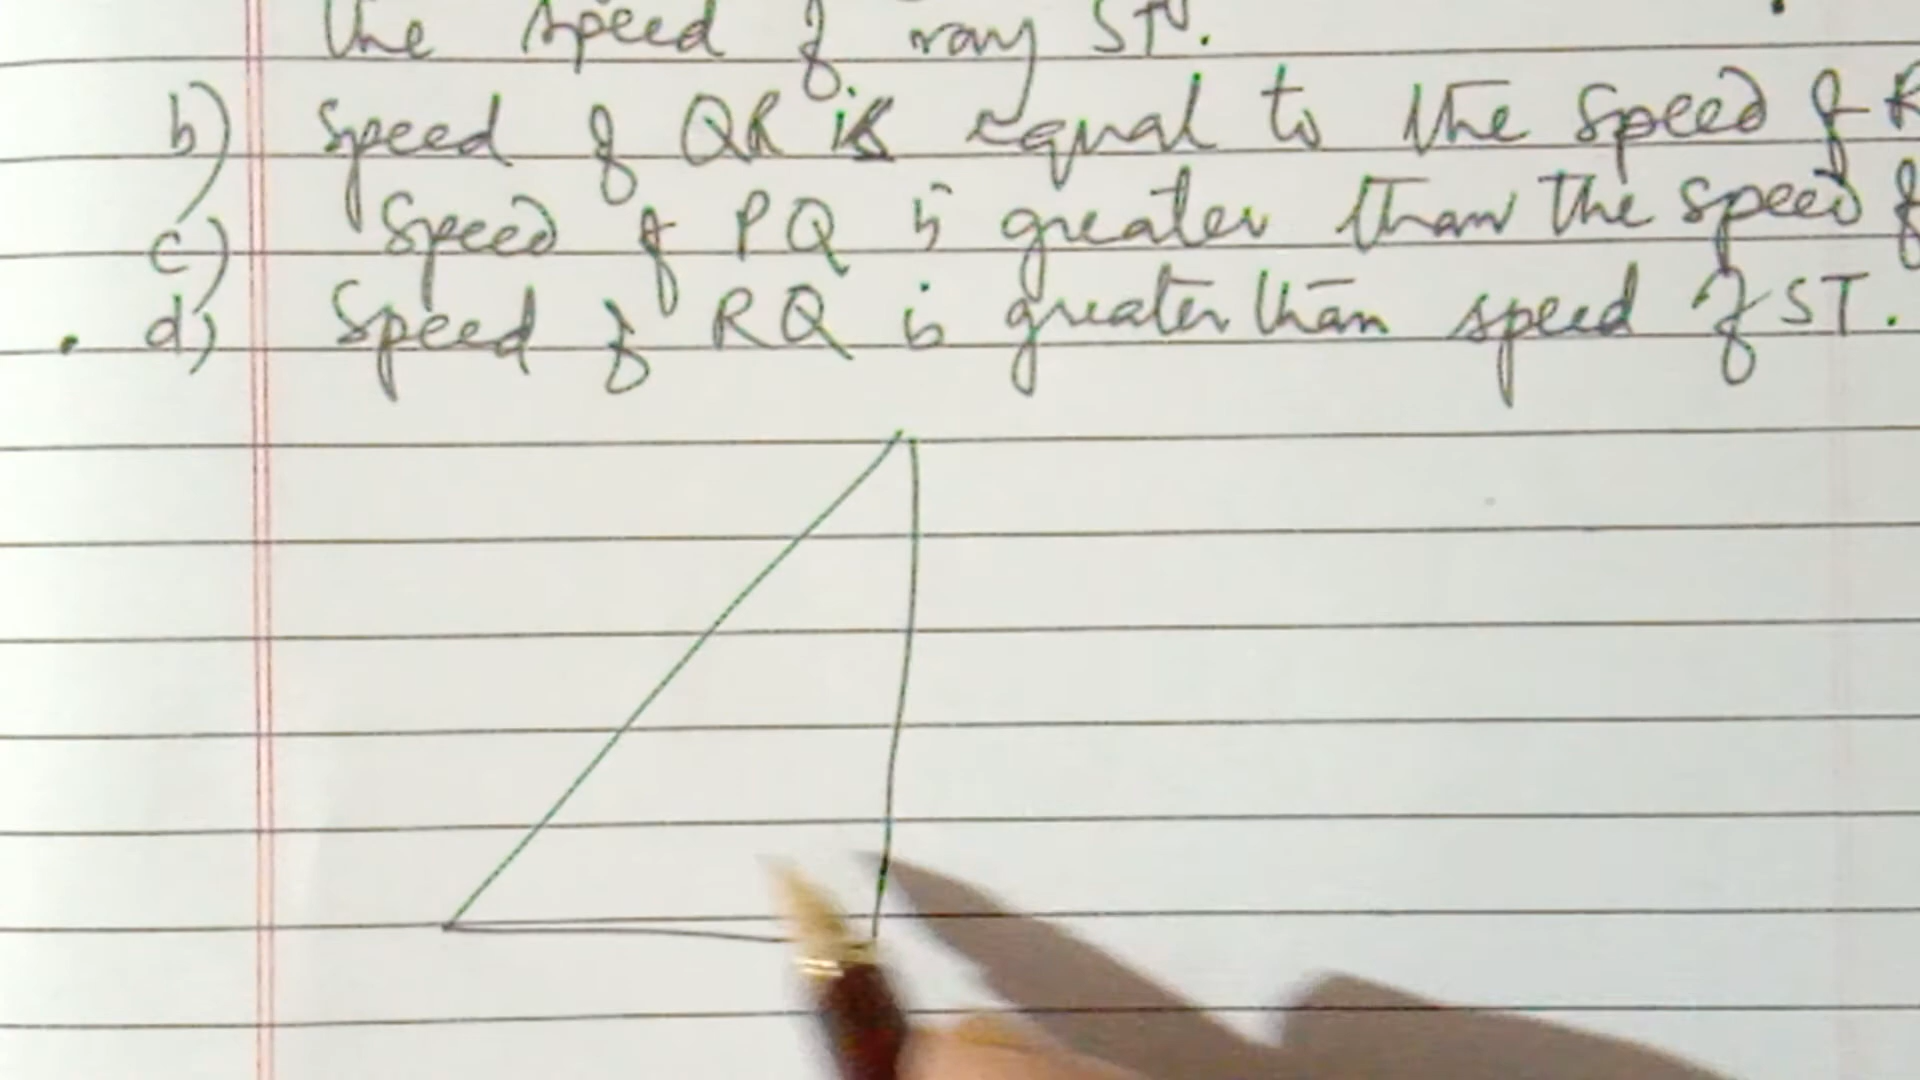 the speed of ray ST.
b) Speed of QR is equal to the speed of R
c) Speed of PQ is greater than the speed of
d) Speed of RQ is greater than speed of ST.